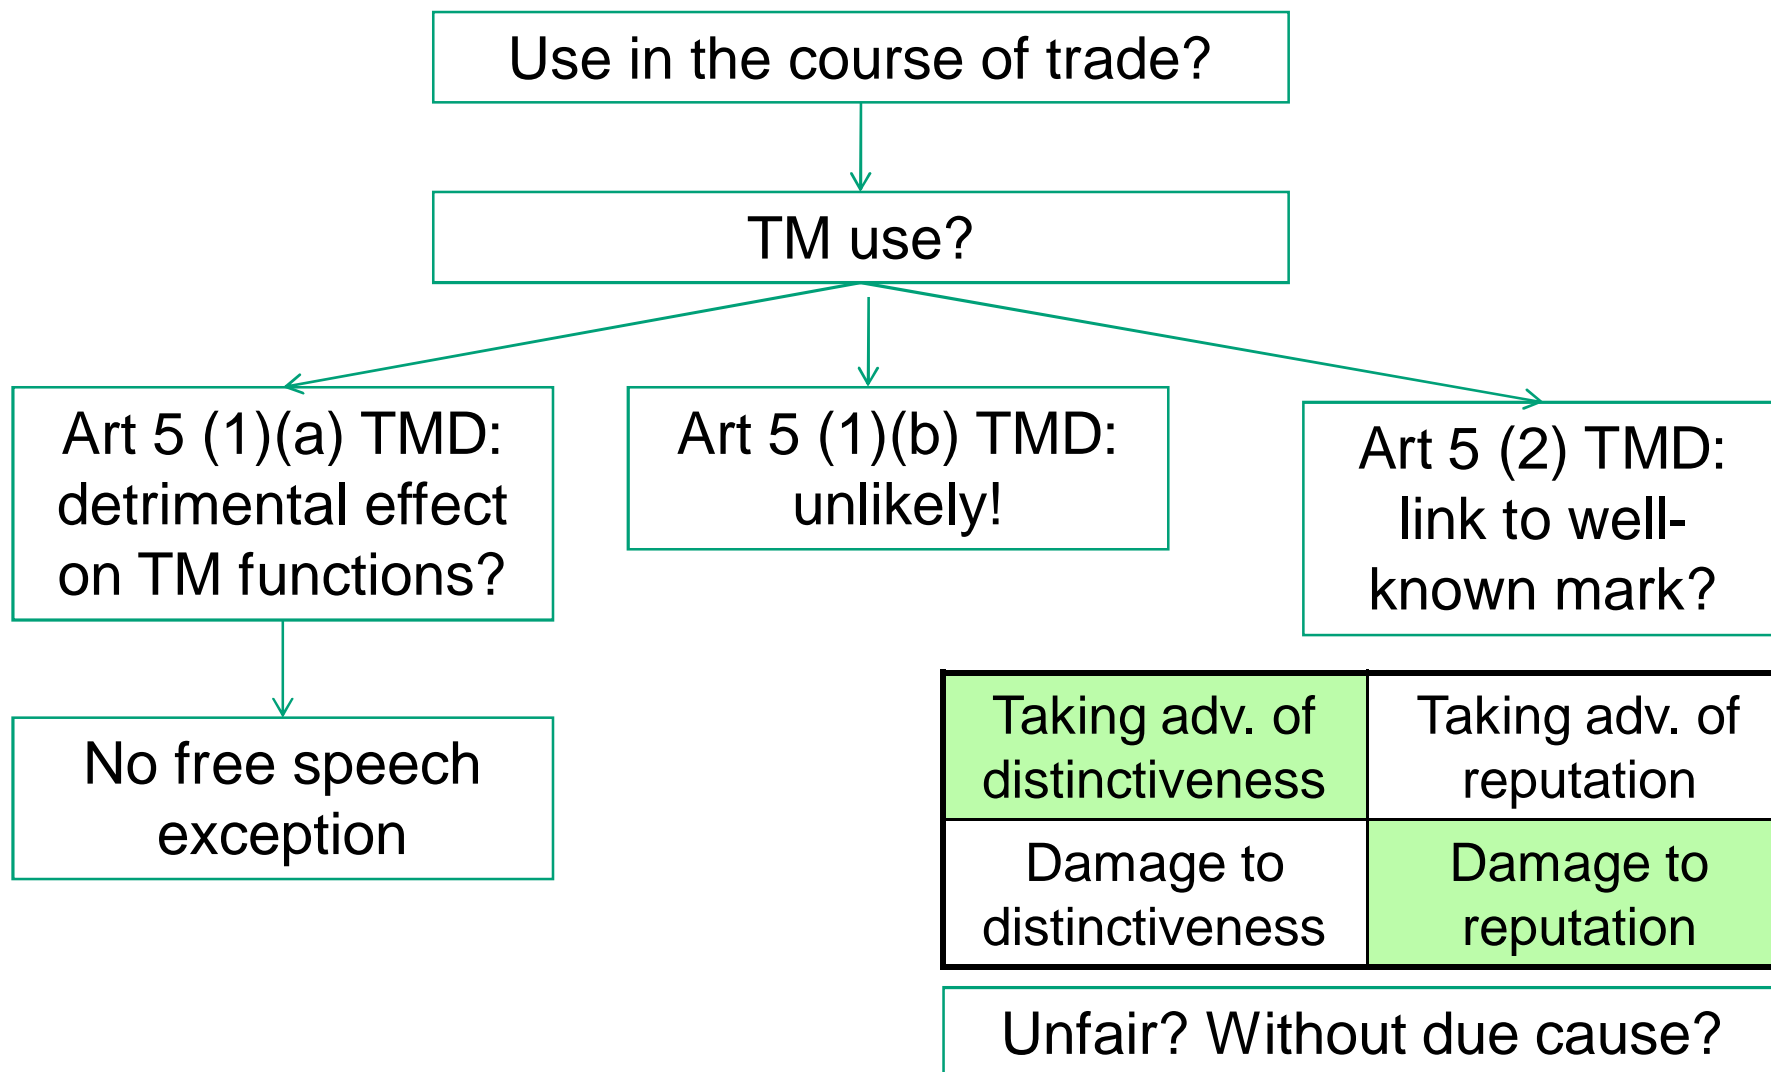 Use in the course of trade?
TM use?
Art 5 (1)(a) TMD:
detrimental effect
on TM functions?
Art 5 (1)(b) TMD:
unlikely!
Art 5 (2) TMD:
link to well-
known mark?
No free speech
exception
Taking adv. of
distinctiveness
Taking adv. of
reputation
Damage to
distinctiveness
Damage to
reputation
Unfair? Without due cause?